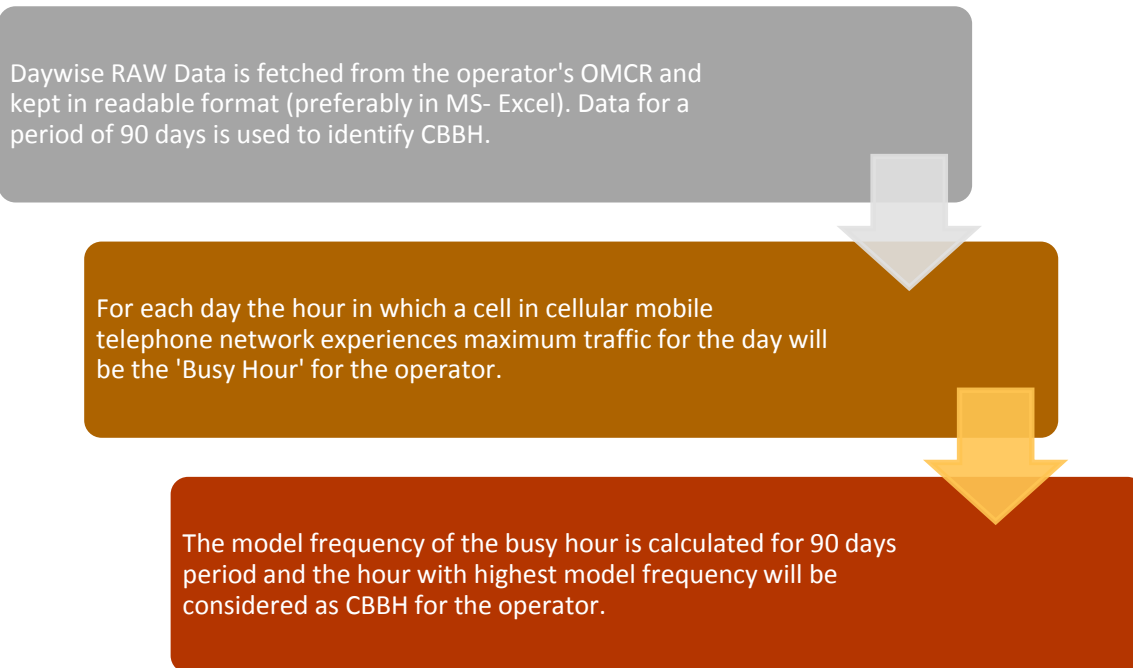 Daywise RAW Data is fetched from the operator's OMCR and
kept in readable format (preferably in MS- Excel). Data for a
period of 90 days is used to identify CBBH.
For each day the hour in which a cell in cellular mobile
telephone network experiences maximum traffic for the day will
be the 'Busy Hour' for the operator.
The model frequency of the busy hour is calculated for 90 days
period and the hour with highest model frequency will be
considered as CBBH for the operator.